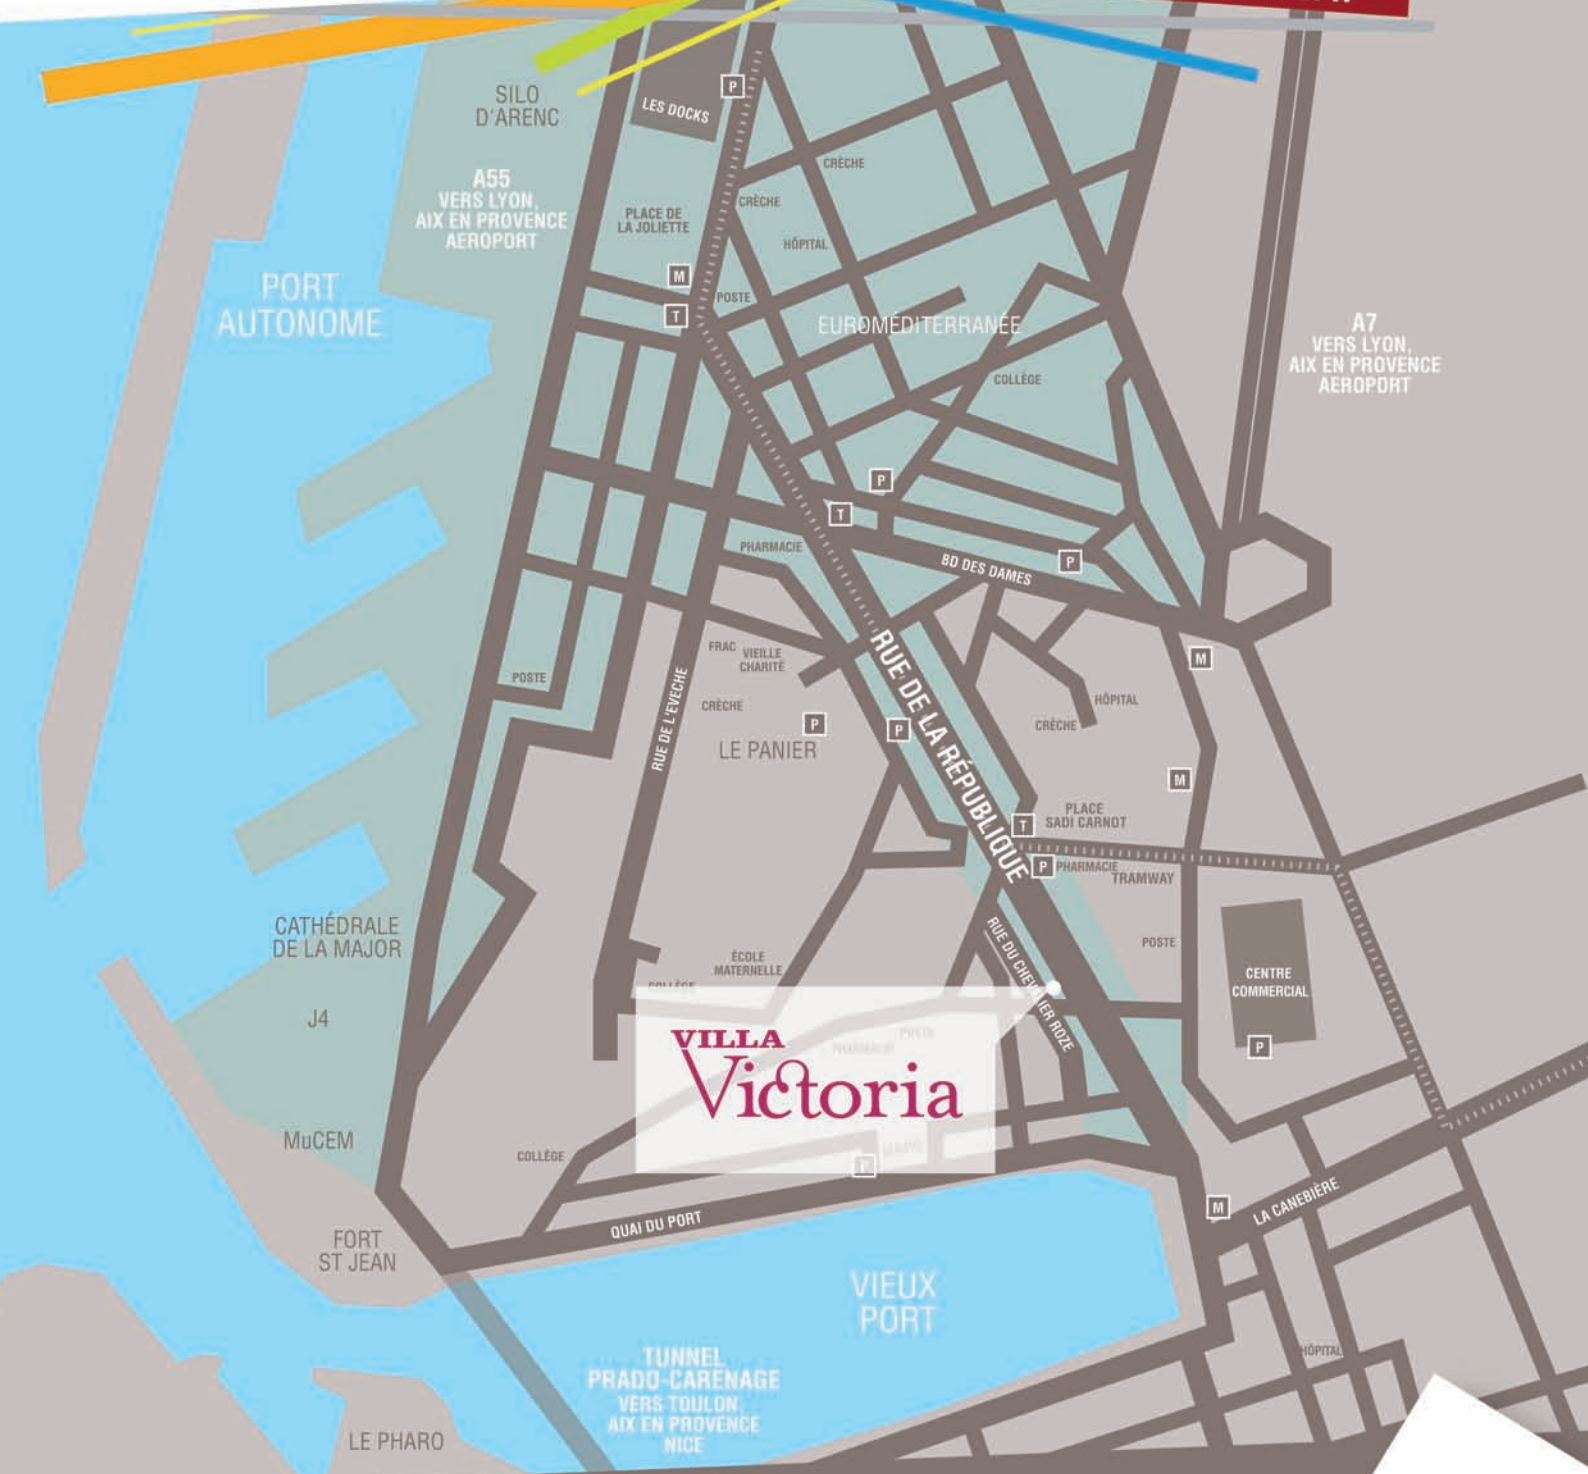 SILO
D'ARENC
LES DOCKS
P
A55
VERS LYON,
AIX EN PROVENCE
AEROPORT
PLACE DE
LA JOLIETTE
CRÈCHE
CRÈCHE
HÔPITAL
M
POSTE
T
PORT
AUTONOME
EUROMÉDITERRANÉE
A7
VERS LYON,
AIX EN PROVENCE
AEROPORT
COLLÈGE
P
T
PHARMACIE
BD DES DAMES
P
FRAC
VIEILLE
CHARITÉ
M
POSTE
RUE DE L'EVECHE
CRÈCHE
P
LE PANIER
P
RUE DE LA RÉPUBLIQUE
HÔPITAL
CRÈCHE
M
PLACE
SADI CARNOT
T
P
PHARMACIE
TRAMWAY
CATHÉDRALE
DE LA MAJOR
ÉCOLE
MATERNELLE
COLLÈGE
RUE DU CHEVALIER ROZE
POSTE
CENTRE
COMMERCIAL
P
J4
POSTE
PHARMACIE
VILLA
Victoria
MuCEM
COLLÈGE
QUAI DU PORT
M
LA CANEBIÈRE
FORT
ST JEAN
VIEUX
PORT
HÔPITAL
TUNNEL
PRADO-CARENAGE
VERS TOULON,
AIX EN PROVENCE
NICE
LE PHARO